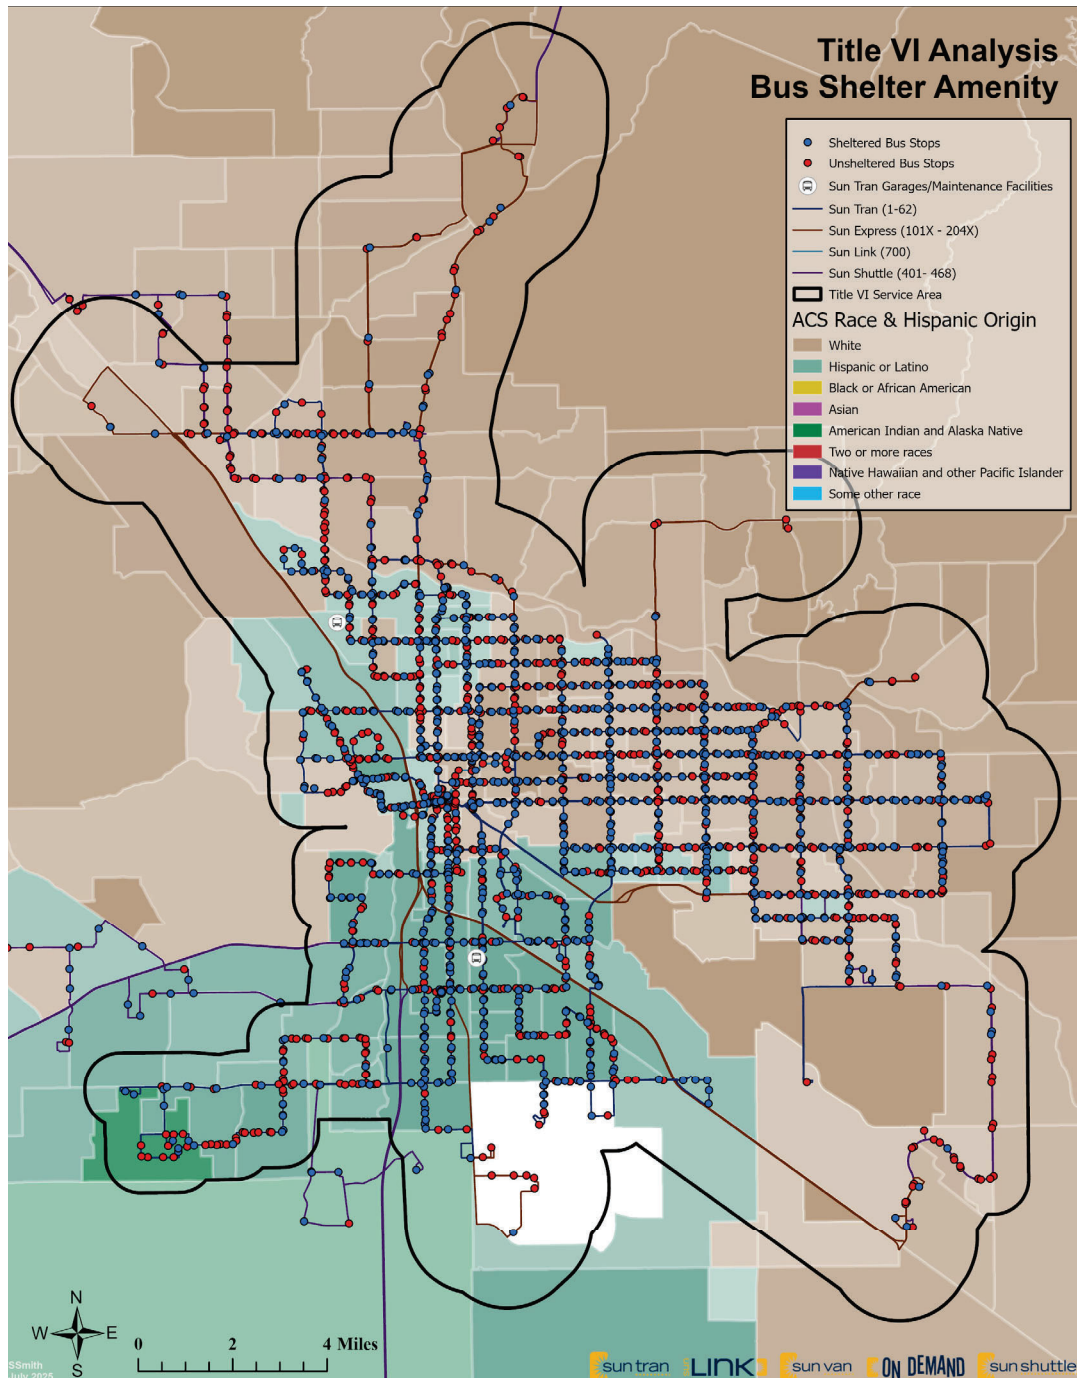 Title VI Analysis
Bus Shelter Amenity
Sheltered Bus Stops
Unsheltered Bus Stops
Sun Tran Garages/Maintenance Facilities
Sun Tran (1-62)
Sun Express (101X - 204X)
Sun Link (700)
Sun Shuttle (401- 468)
Title VI Service Area
ACS Race & Hispanic Origin
White
Hispanic or Latino
Black or African American
Asian
American Indian and Alaska Native
Two or more races
Native Hawaiian and other Pacific Islander
Some other race
N
W E
S
0 2 4 Miles
SSmith
July 2025
sun tran LINK sun van ON DEMAND sun shuttle